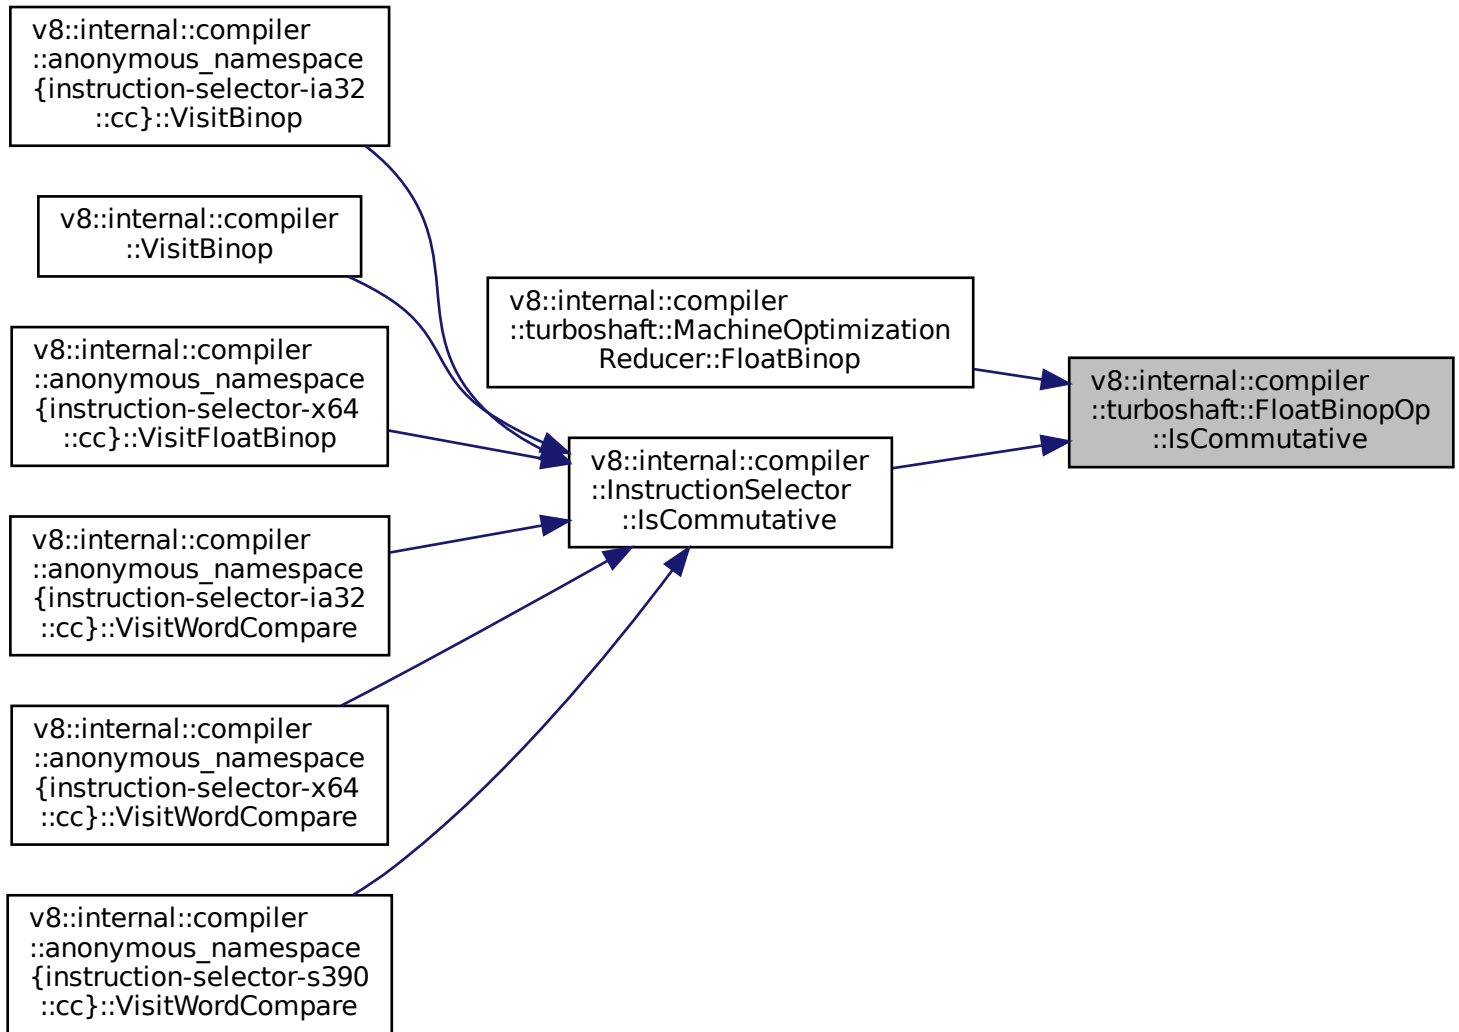 v8::internal::compiler
::anonymous_namespace
{instruction-selector-ia32
::cc}::VisitBinop
v8::internal::compiler
::VisitBinop
v8::internal::compiler
::anonymous_namespace
{instruction-selector-x64
::cc}::VisitFloatBinop
v8::internal::compiler
::anonymous_namespace
{instruction-selector-ia32
::cc}::VisitWordCompare
v8::internal::compiler
::anonymous_namespace
{instruction-selector-x64
::cc}::VisitWordCompare
v8::internal::compiler
::anonymous_namespace
{instruction-selector-s390
::cc}::VisitWordCompare
v8::internal::compiler
::turboshaft::MachineOptimization
Reducer::FloatBinop
v8::internal::compiler
::InstructionSelector
::IsCommutative
v8::internal::compiler
::turboshaft::FloatBinopOp
::IsCommutative